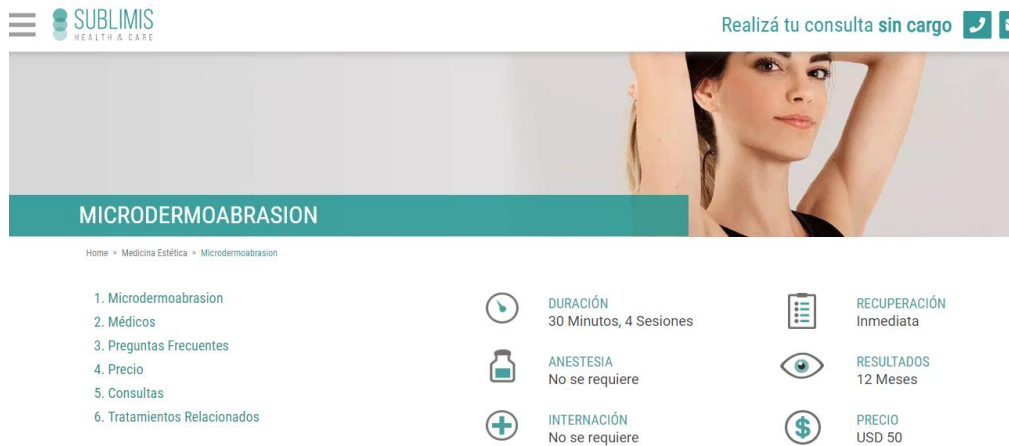 SUBLIMIS
HEALTH & CARE
Realizá tu consulta sin cargo
MICRODERMOABRASION
Home > Medicina Estética > Microdermoabrasion
1. Microdermoabrasion
2. Médicos
3. Preguntas Frecuentes
4. Precio
5. Consultas
6. Tratamientos Relacionados
DURACIÓN
30 Minutos, 4 Sesiones
ANESTESIA
No se requiere
INTERNACIÓN
No se requiere
RECUPERACIÓN
Inmediata
RESULTADOS
12 Meses
PRECIO
USD 50